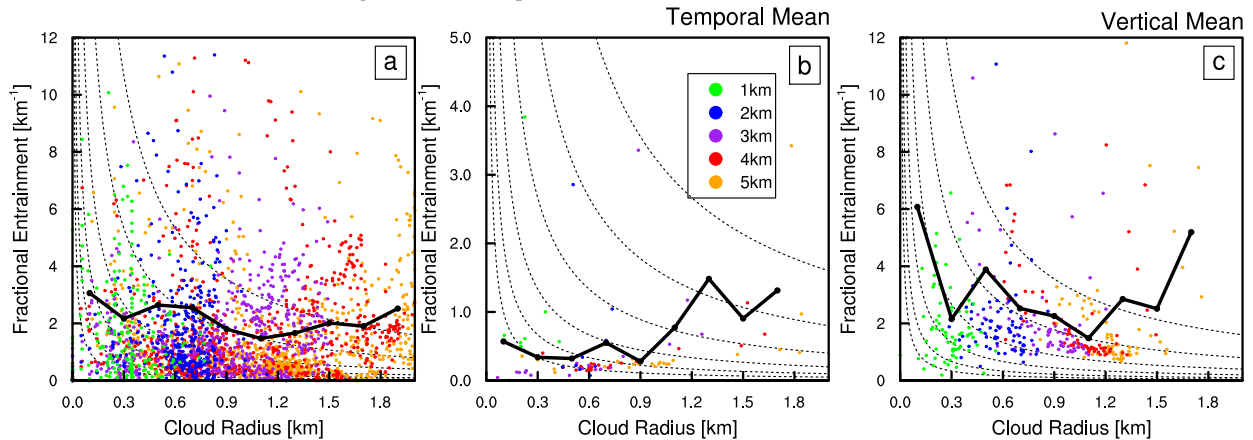 Temporal Mean
Vertical Mean
a
b
c
12
10
8
6
4
2
0
Fractional Entrainment [km⁻¹]
0.0 0.3 0.6 0.9 1.2 1.5 1.8
Cloud Radius [km]
5.0
4.0
3.0
2.0
1.0
0.0
Fractional Entrainment [km⁻¹]
1km
2km
3km
4km
5km
0.0 0.3 0.6 0.9 1.2 1.5 1.8
Cloud Radius [km]
12
10
8
6
4
2
0
Fractional Entrainment [km⁻¹]
0.0 0.3 0.6 0.9 1.2 1.5 1.8
Cloud Radius [km]